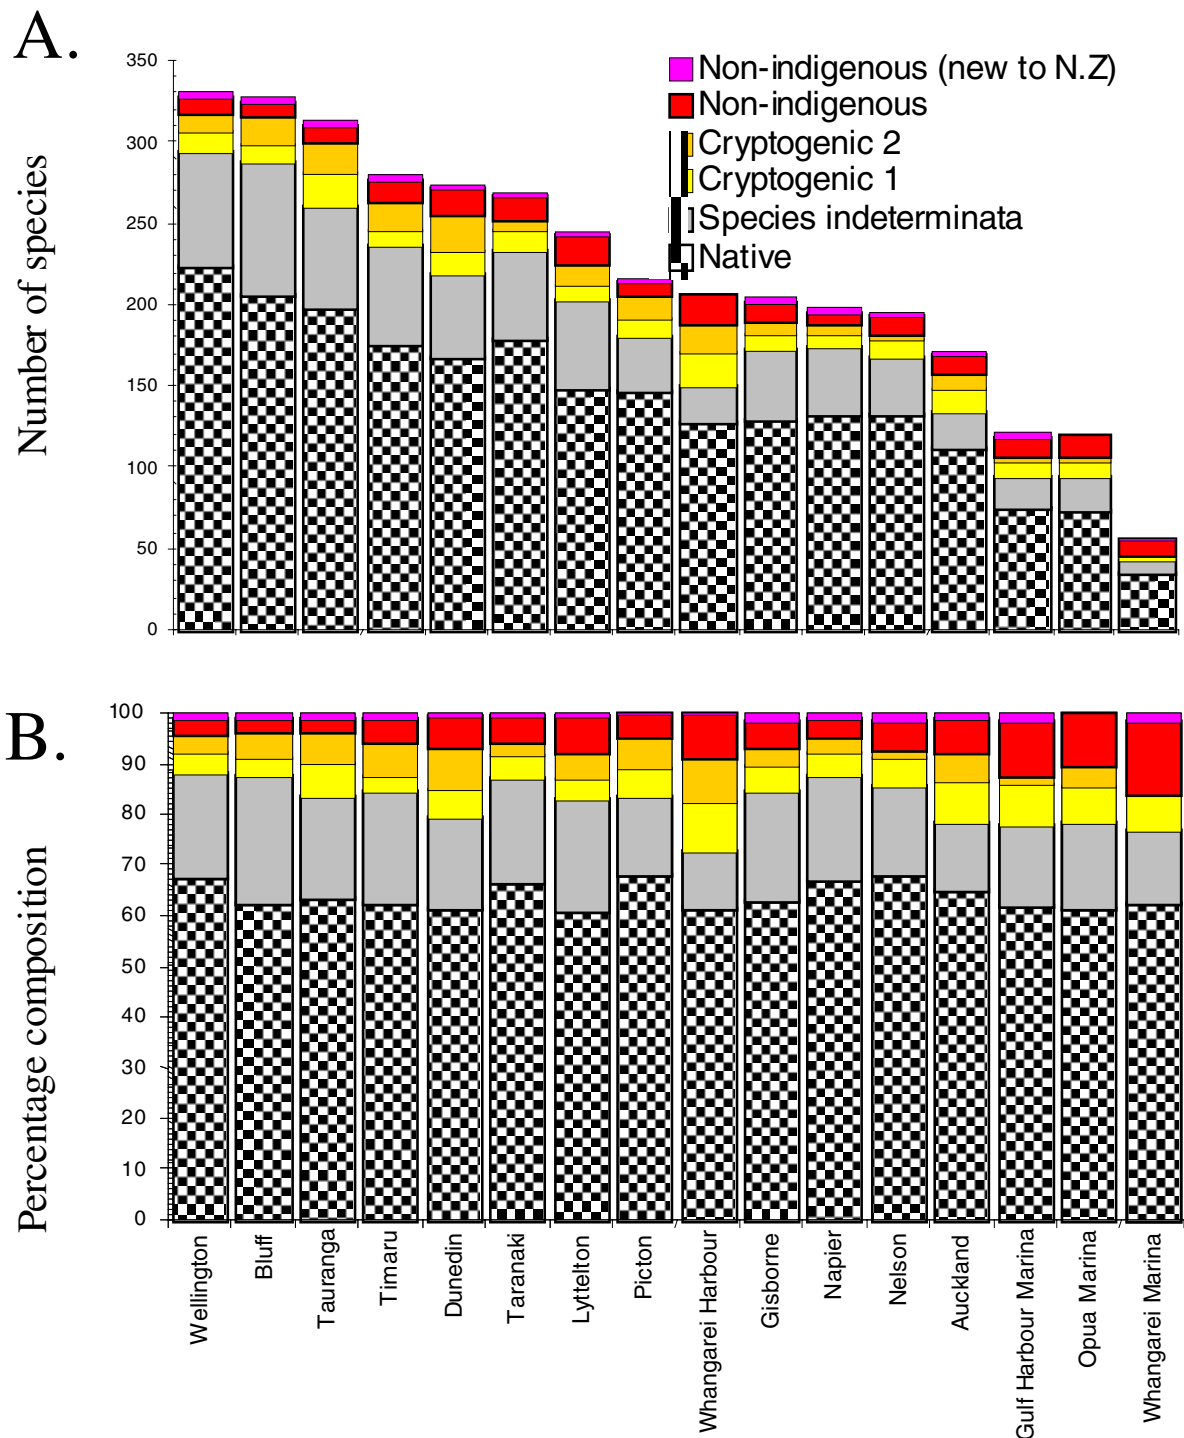 A.
Number of species
350
300
250
200
150
100
50
0
Non-indigenous (new to N.Z)
Non-indigenous
Cryptogenic 2
Cryptogenic 1
Species indeterminata
Native
B.
Percentage composition
100
90
80
70
60
50
40
30
20
10
0
Wellington
Bluff
Tauranga
Timaru
Dunedin
Taranaki
Lyttelton
Picton
Whangarei Harbour
Gisborne
Napier
Nelson
Auckland
Gulf Harbour Marina
Opua Marina
Whangarei Marina